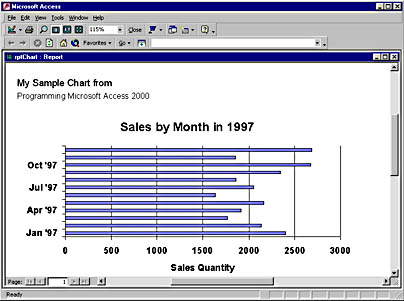 Microsoft Access
File Edit View Tools Window Help
115% Close
Favorites Go
rptChart : Report
My Sample Chart from
Programming Microsoft Access 2000
Sales by Month in 1997
Oct '97
Jul '97
Apr '97
Jan '97
0 500 1000 1500 2000 2500 3000
Sales Quantity
Page: 1
Ready